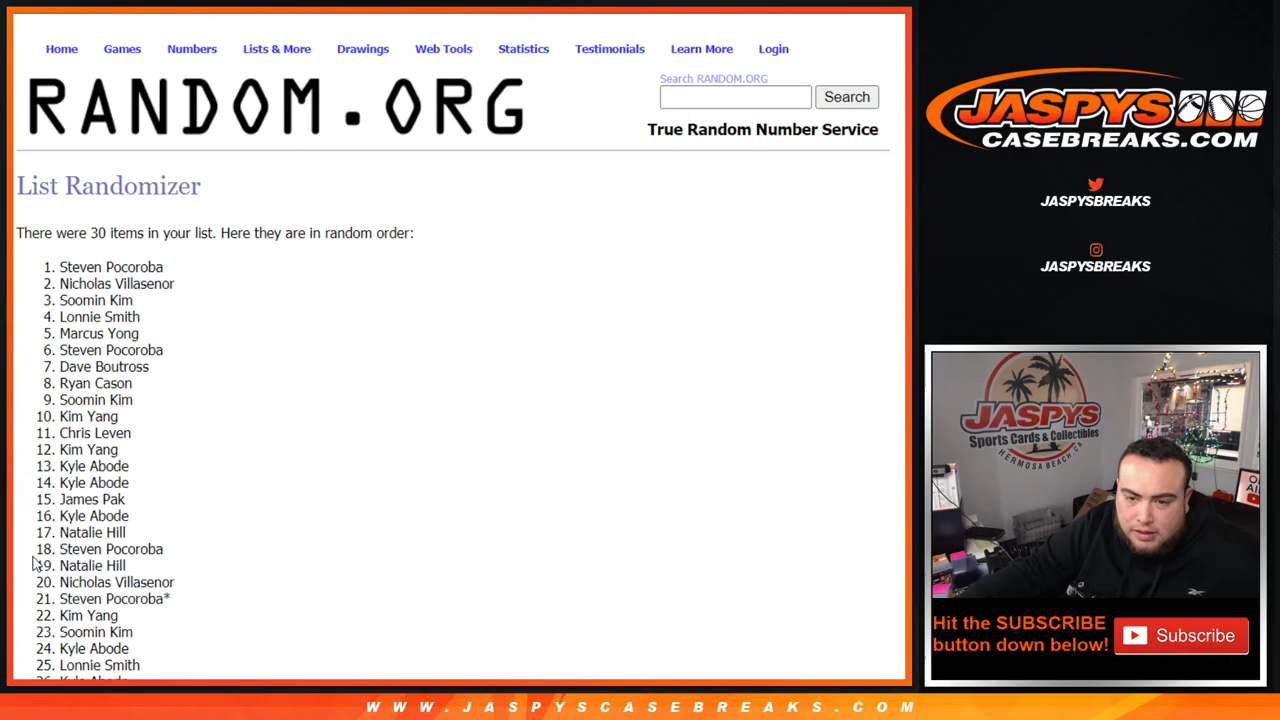 Home Games Numbers Lists & More Drawings Web Tools Statistics Testimonials Learn More Login
RANDOM.ORG
Search RANDOM.ORG
Search
True Random Number Service
List Randomizer
There were 30 items in your list. Here they are in random order:
1. Steven Pocoroba
2. Nicholas Villasenor
3. Soomin Kim
4. Lonnie Smith
5. Marcus Yong
6. Steven Pocoroba
7. Dave Boutross
8. Ryan Cason
9. Soomin Kim
10. Kim Yang
11. Chris Leven
12. Kim Yang
13. Kyle Abode
14. Kyle Abode
15. James Pak
16. Kyle Abode
17. Natalie Hill
18. Steven Pocoroba
19. Natalie Hill
20. Nicholas Villasenor
21. Steven Pocoroba*
22. Kim Yang
23. Soomin Kim
24. Kyle Abode
25. Lonnie Smith
26. Kyle Abode
JASPYS
CASEBREAKS.COM
JASPYSBREAKS
JASPYSBREAKS
JASPYS
Sports Cards & Collectibles
HERMOSA BEACH, CA
Hit the SUBSCRIBE
button down below!
Subscribe
WWW.JASPYSCASEBREAKS.COM